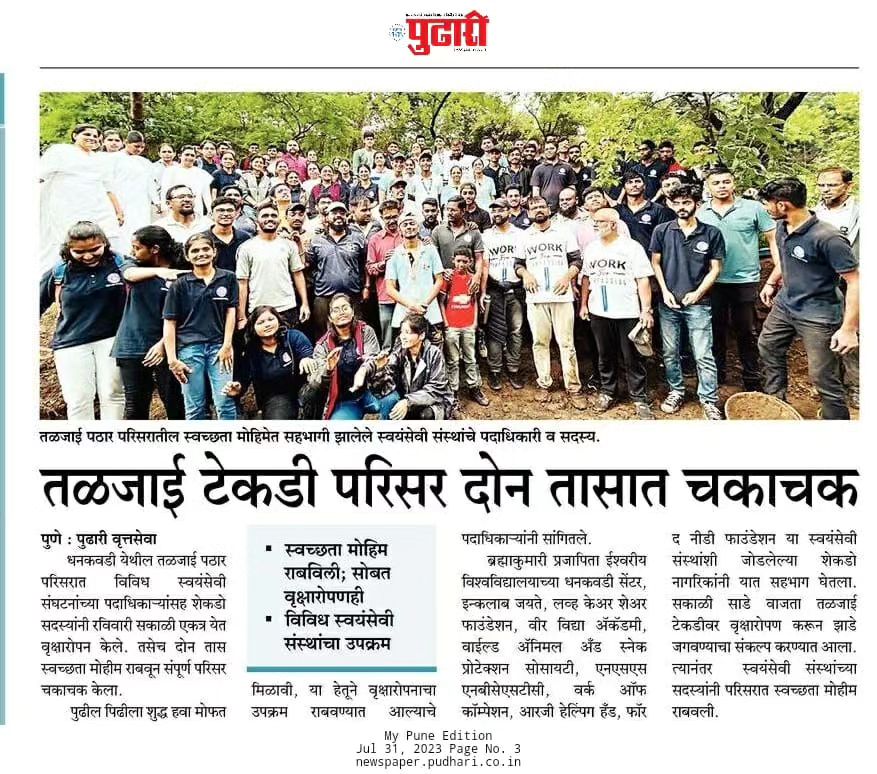 पुढारी
WORK
WORK
तळजाई पठार परिसरातील स्वच्छता मोहिमेत सहभागी झालेले स्वयंसेवी संस्थांचे पदाधिकारी व सदस्य.
तळजाई टेकडी परिसर दोन तासात चकाचक
पुणे : पुढारी वृत्तसेवा
धनकवडी येथील तळजाई पठार
परिसरात विविध स्वयंसेवी
संघटनांच्या पदाधिकाऱ्यांसह शेकडो
सदस्यांनी रविवारी सकाळी एकत्र येत
वृक्षारोपन केले. तसेच दोन तास
स्वच्छता मोहीम राबवून संपूर्ण परिसर
चकाचक केला.
पुढील पिढीला शुद्ध हवा मोफत
▪ स्वच्छता मोहिम
राबविली; सोबत
वृक्षारोपणही
▪ विविध स्वयंसेवी
संस्थांचा उपक्रम
मिळावी, या हेतूने वृक्षारोपनाचा
उपक्रम राबवण्यात आल्याचे
पदाधिकाऱ्यांनी सांगितले.
ब्रह्माकुमारी प्रजापिता ईश्वरीय
विश्वविद्यालयाच्या धनकवडी सेंटर,
इन्कलाब जयते, लव्ह केअर शेअर
फाउंडेशन, वीर विद्या ॲकॅडमी,
वाईल्ड ॲनिमल अँड स्नेक
प्रोटेक्शन सोसायटी, एनएसएस
एनबीसीएसटीसी, वर्क ऑफ
कॉम्पेशन, आरजी हेल्पिंग हँड, फॉर
द नीडी फाउंडेशन या स्वयंसेवी
संस्थांशी जोडलेल्या शेकडो
नागरिकांनी यात सहभाग घेतला.
सकाळी साडे वाजता तळजाई
टेकडीवर वृक्षारोपण करून झाडे
जगवण्याचा संकल्प करण्यात आला.
त्यानंतर स्वयंसेवी संस्थांच्या
सदस्यांनी परिसरात स्वच्छता मोहीम
राबवली.
My Pune Edition
Jul 31, 2023 Page No. 3
newspaper.pudhari.co.in